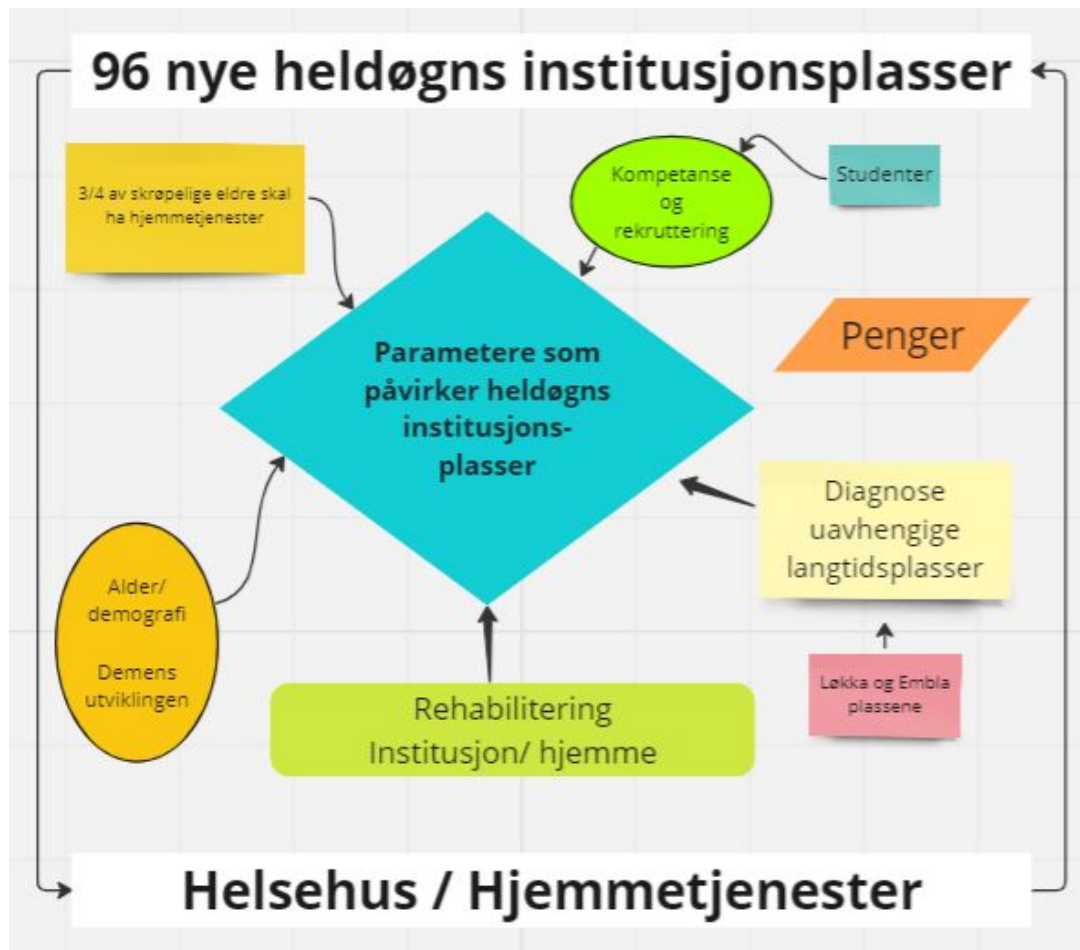 96 nye heldøgns institusjonsplasser
3/4 av skrøpelige eldre skal
ha hjemmetjenester
Kompetanse
og
rekruttering
Studenter
Penger
Parametere som
påvirker heldøgns
institusjons-
plasser
Diagnose
uavhengige
langtidsplasser
Alder/
demografi
Demens
utviklingen
Løkka og Embla
plassene
Rehabilitering
Institusjon/ hjemme
Helsehus / Hjemmetjenester